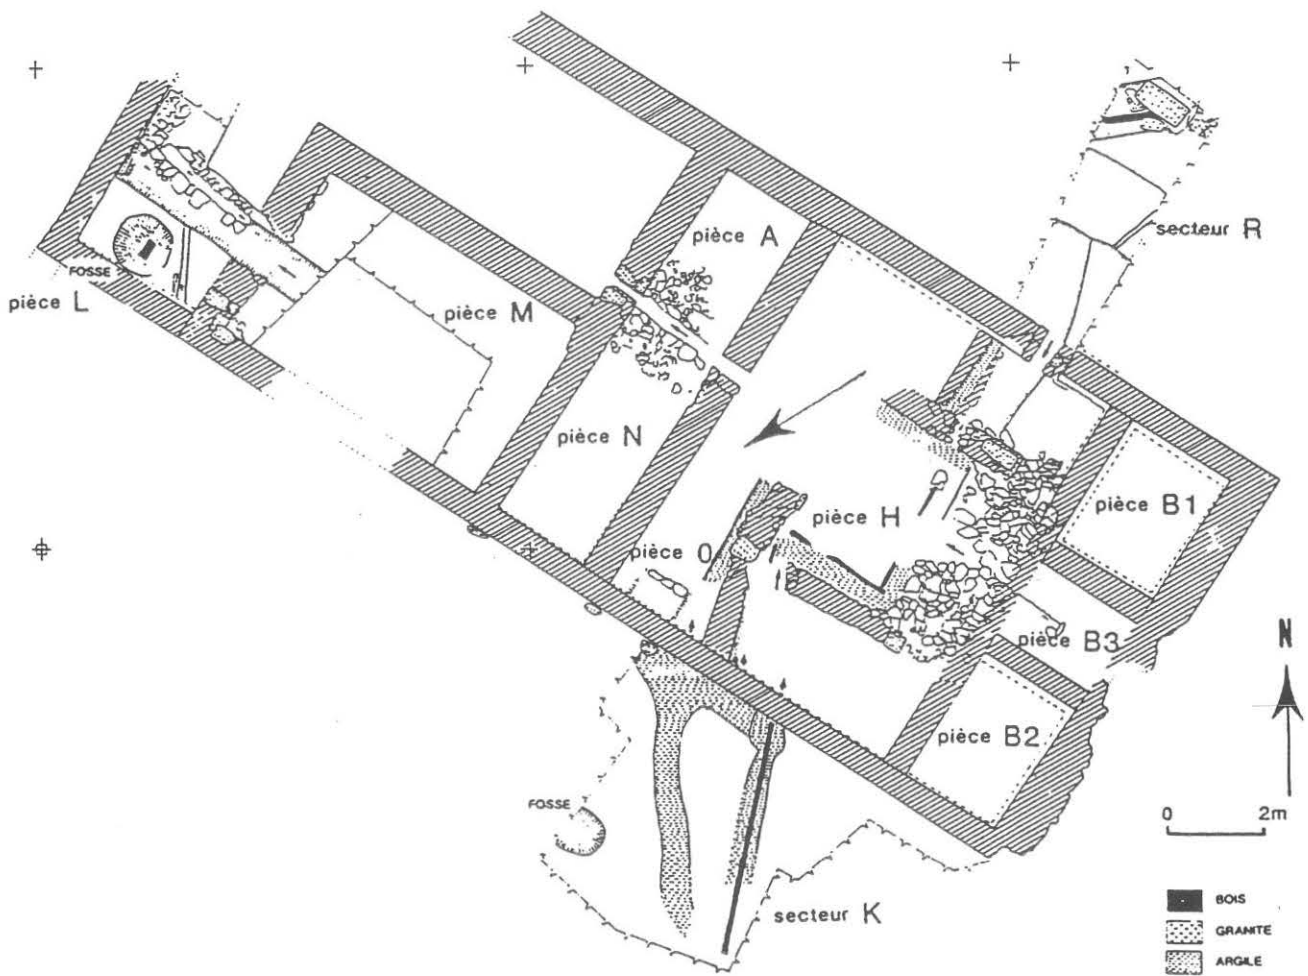 secteur R
pièce A
FOSSE
pièce L
pièce M
pièce N
pièce H
pièce B1
pièce O
pièce B3
N
pièce B2
FOSSE
0 2m
secteur K
BOIS
GRANITE
ARGILE